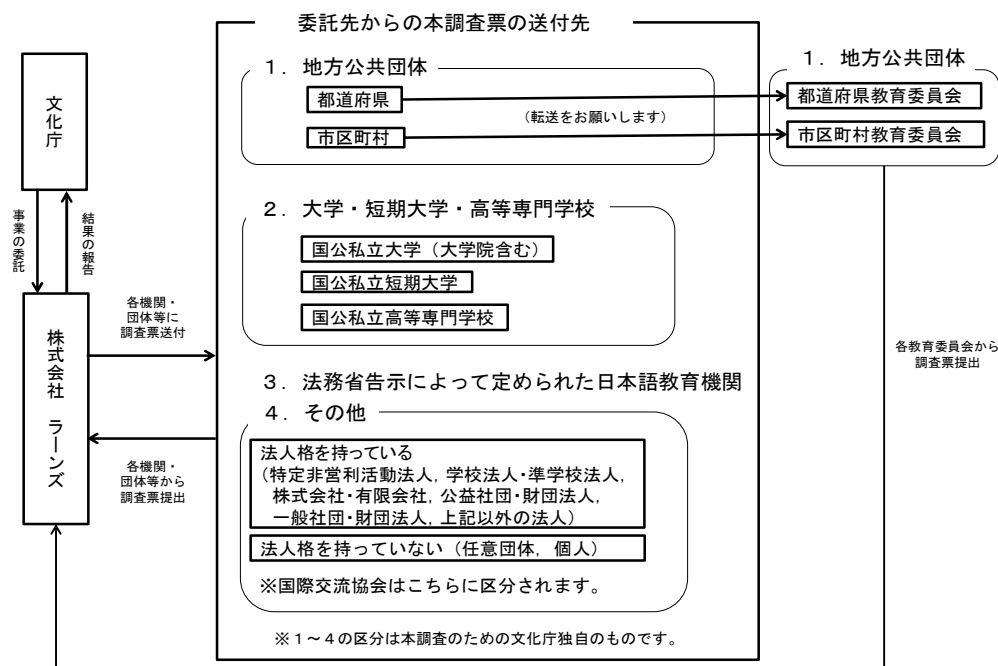 委託先からの本調査票の送付先
文化庁
事業の委託
結果の報告
株式会社 ラーンズ
各機関・
団体等に
調査票送付
各機関・
団体等から
調査票提出
1. 地方公共団体
都道府県
(転送をお願いします)
市区町村
1. 地方公共団体
都道府県教育委員会
市区町村教育委員会
2. 大学・短期大学・高等専門学校
国公私立大学(大学院含む)
国公私立短期大学
国公私立高等専門学校
各教育委員会から
調査票提出
3. 法務省告示によって定められた日本語教育機関
4. その他
法人格を持っている
(特定非営利活動法人, 学校法人・準学校法人,
株式会社・有限会社, 公益社団・財団法人,
一般社団・財団法人, 上記以外の法人)
法人格を持っていない(任意団体, 個人)
※国際交流協会はこちらに区分されます。
※1~4の区分は本調査のための文化庁独自のものです。